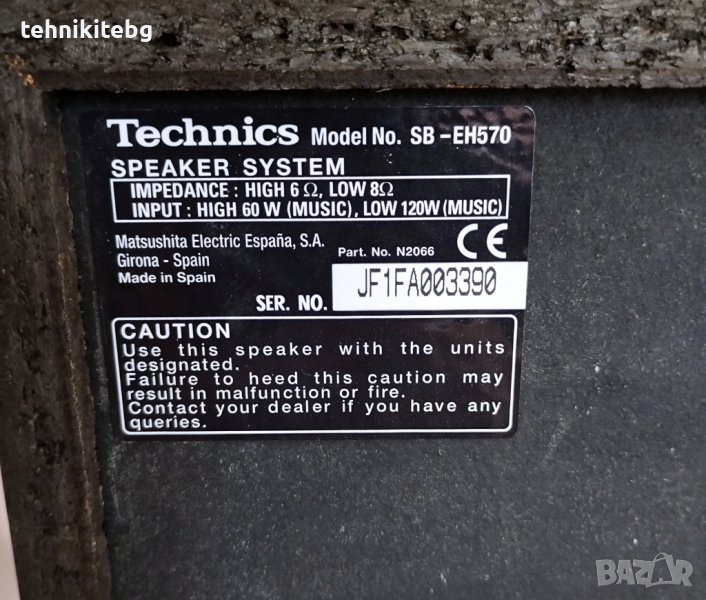 tehnikitebg
Technics Model No. SB-EH570
SPEAKER SYSTEM
IMPEDANCE : HIGH 6 Ω, LOW 8Ω
INPUT : HIGH 60 W (MUSIC), LOW 120W (MUSIC)
Matsushita Electric España, S.A.
Girona - Spain
Made in Spain
Part. No. N2066
CE
SER. NO. JF1FA003390
CAUTION
Use this speaker with the units
designated.
Failure to heed this caution may
result in malfunction or fire.
Contact your dealer if you have any
queries.
BAZAR